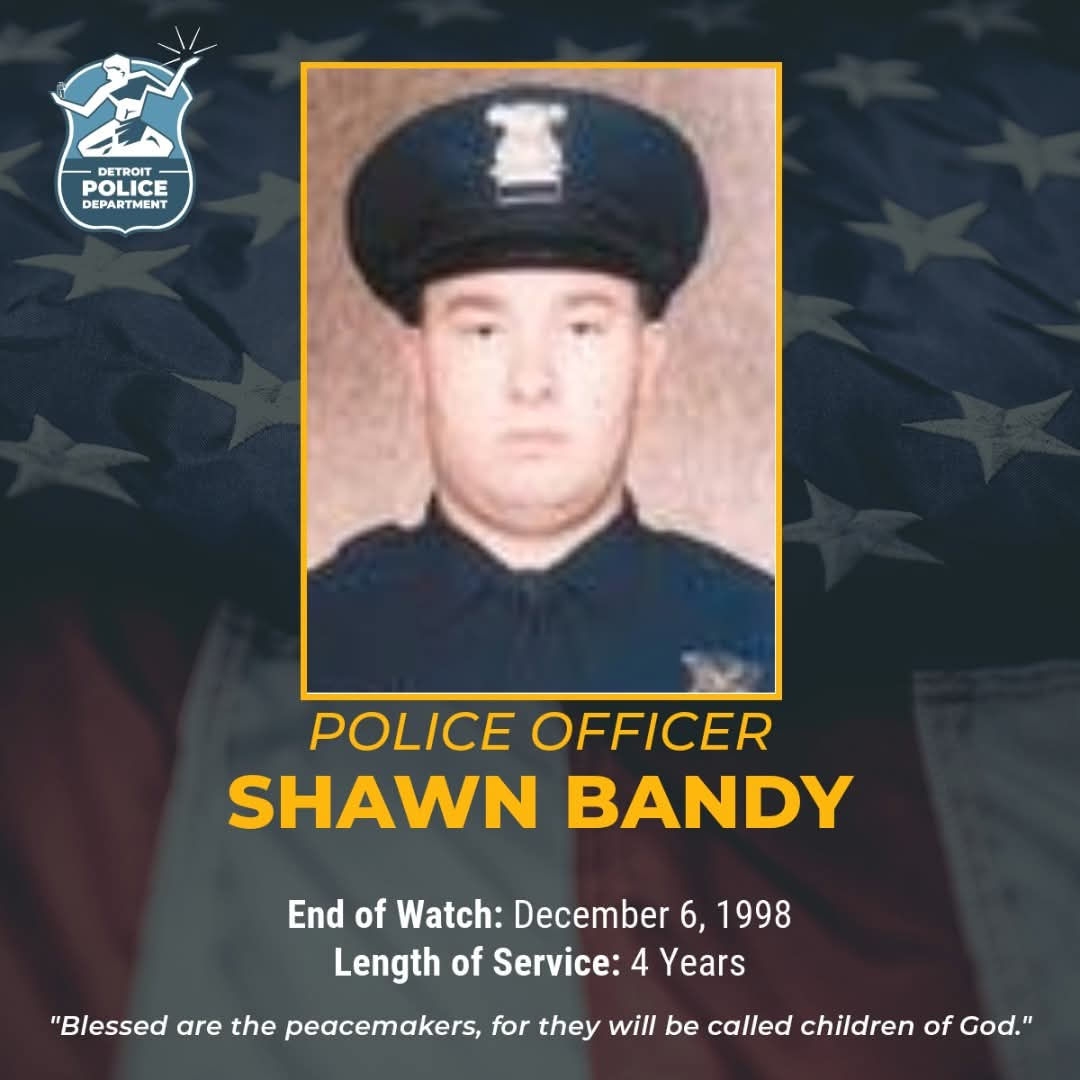 DETROIT
POLICE
DEPARTMENT
POLICE OFFICER
SHAWN BANDY
End of Watch: December 6, 1998
Length of Service: 4 Years
"Blessed are the peacemakers, for they will be called children of God."